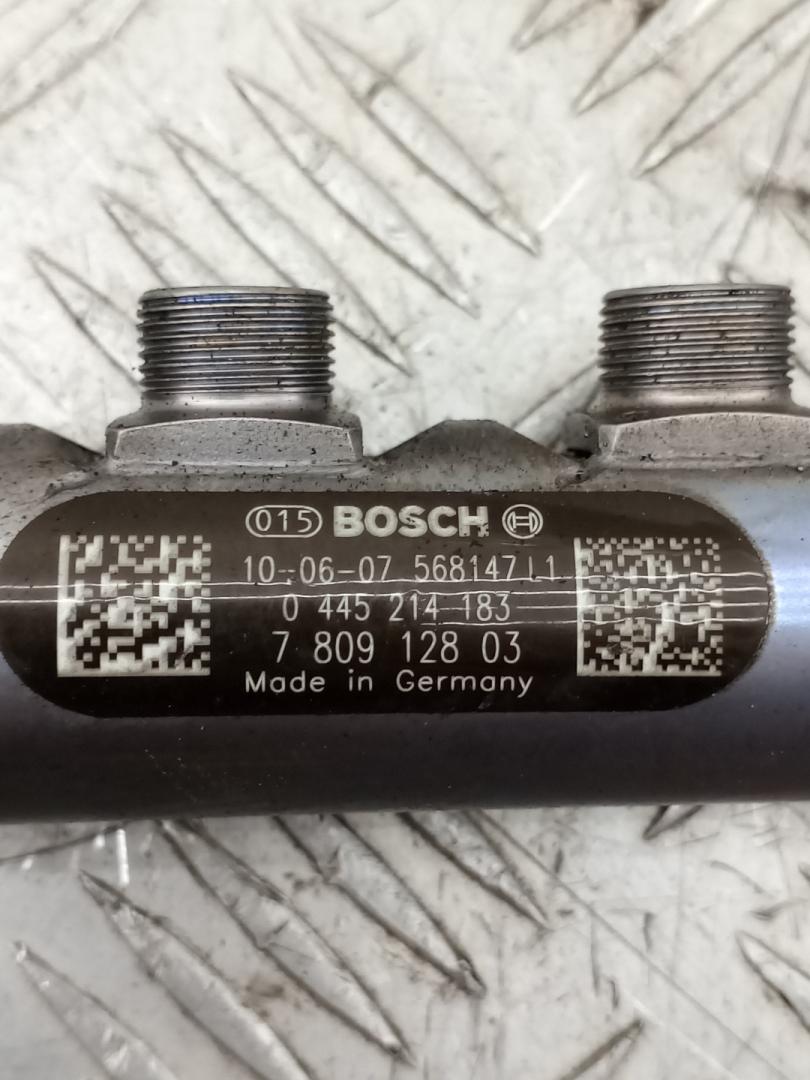 015 BOSCH
10-06-07 568147 L1
0 445 214 183
7 809 128 03
Made in Germany